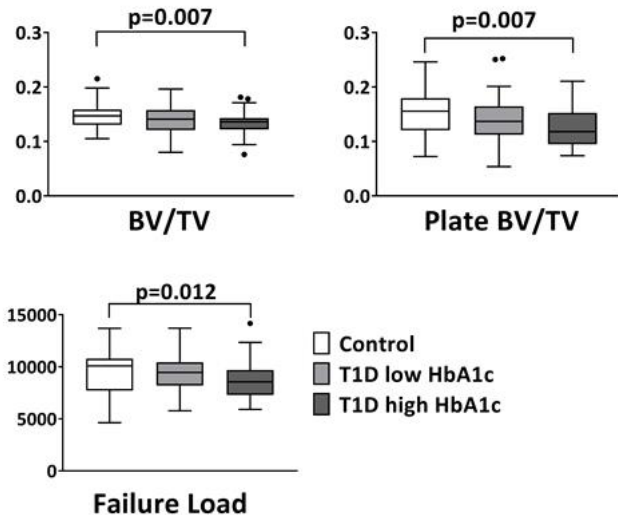 p=0.007
0.3
0.2
0.1
0.0
BV/TV
p=0.007
0.3
0.2
0.1
0.0
Plate BV/TV
p=0.012
15000
10000
5000
0
Failure Load
Control
T1D low HbA1c
T1D high HbA1c